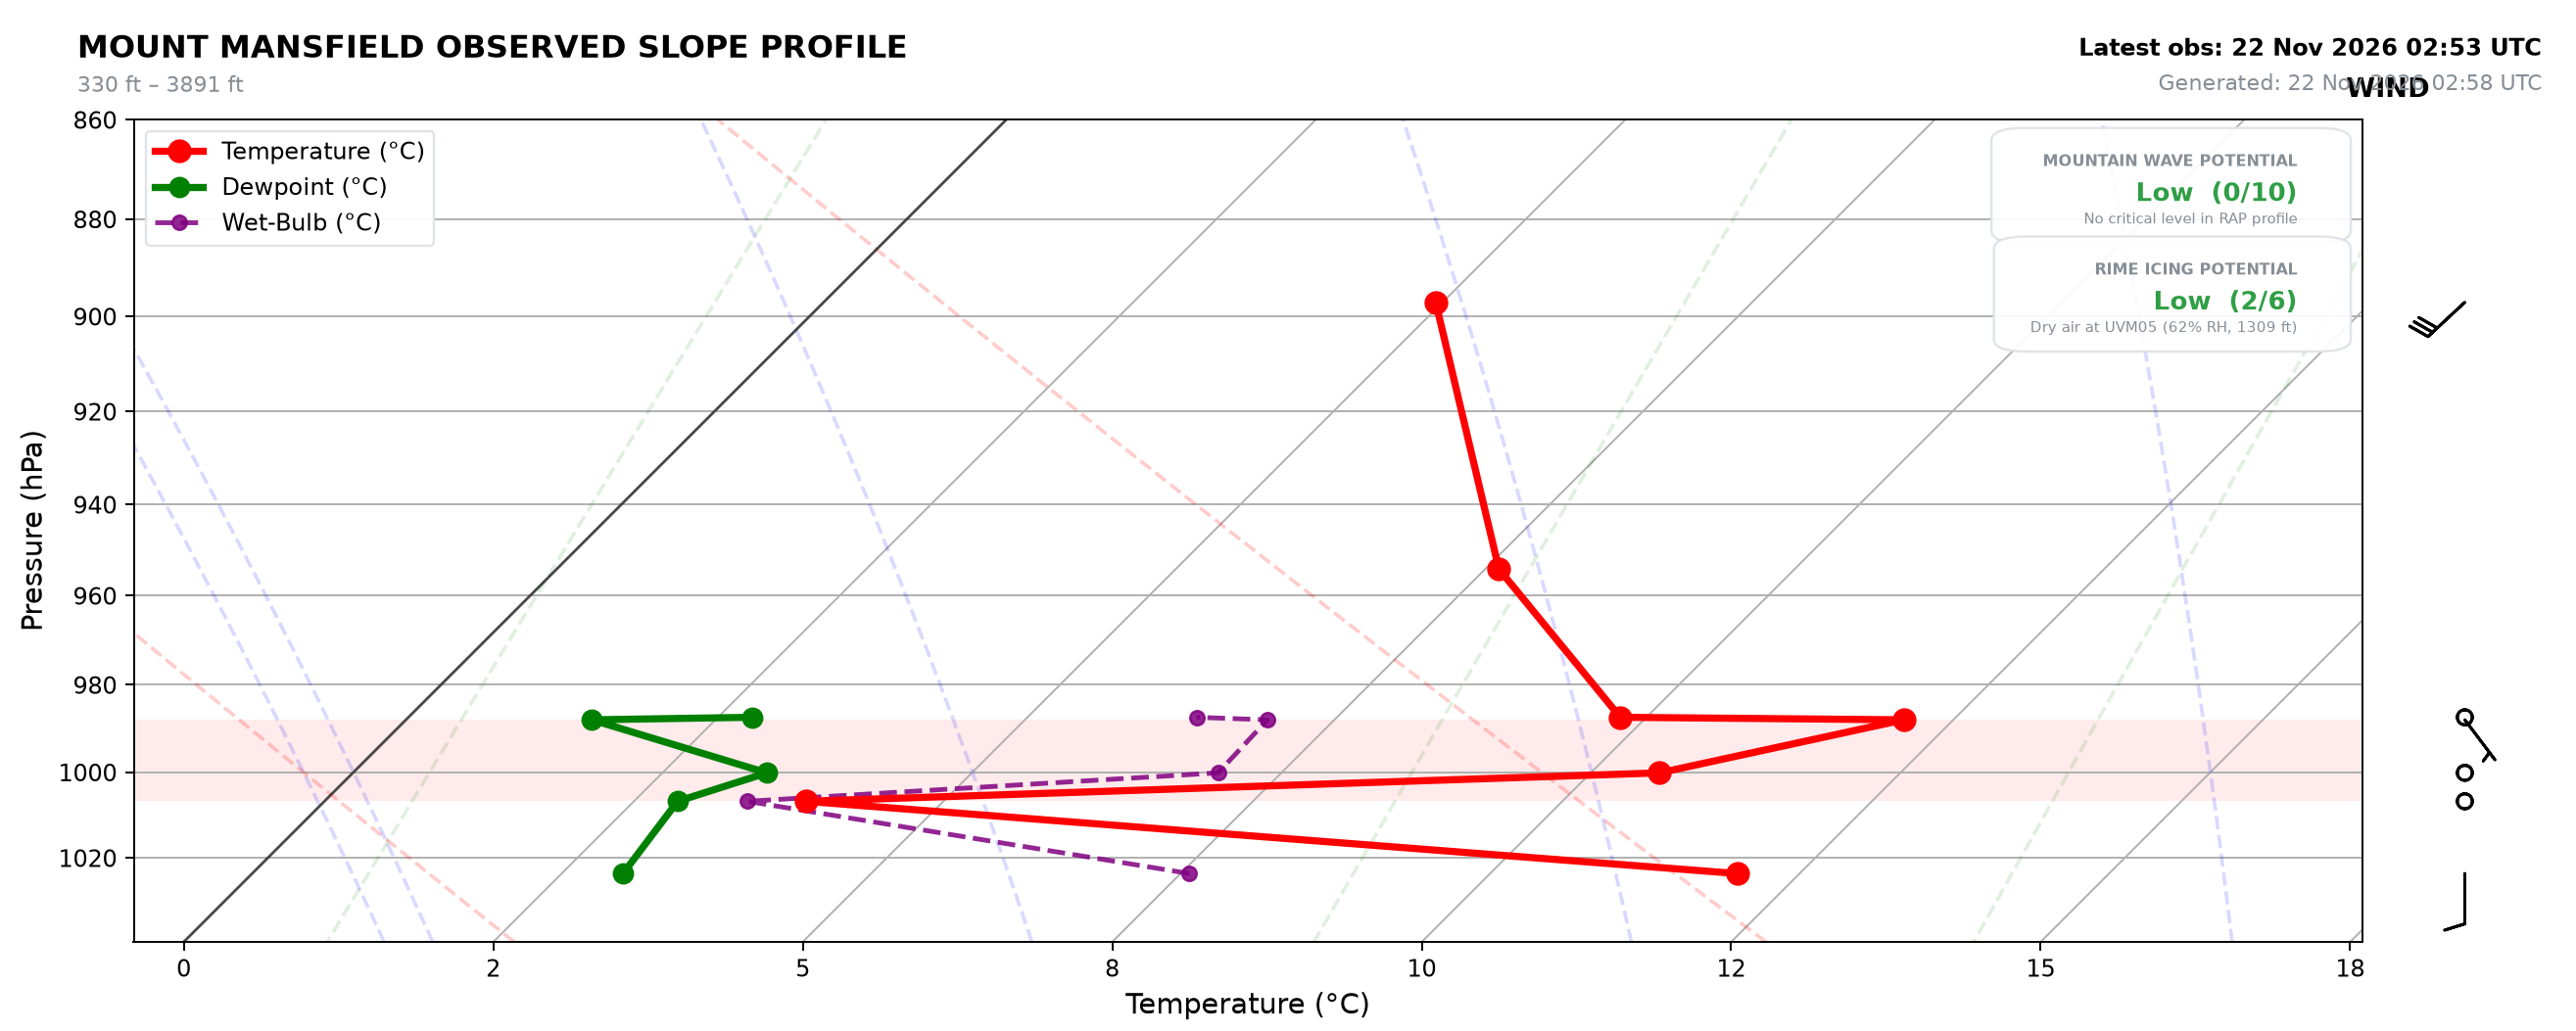 MOUNT MANSFIELD OBSERVED SLOPE PROFILE
330 ft – 3891 ft
Latest obs: 22 Nov 2026 02:53 UTC
Generated: 22 Nov 2026 02:58 UTC
WIND
Temperature (°C)
Dewpoint (°C)
Wet-Bulb (°C)
MOUNTAIN WAVE POTENTIAL
Low (0/10)
No critical level in RAP profile
RIME ICING POTENTIAL
Low (2/6)
Dry air at UVM05 (62% RH, 1309 ft)
Pressure (hPa)
860
880
900
920
940
960
980
1000
1020
0 2 5 8 10 12 15 18
Temperature (°C)